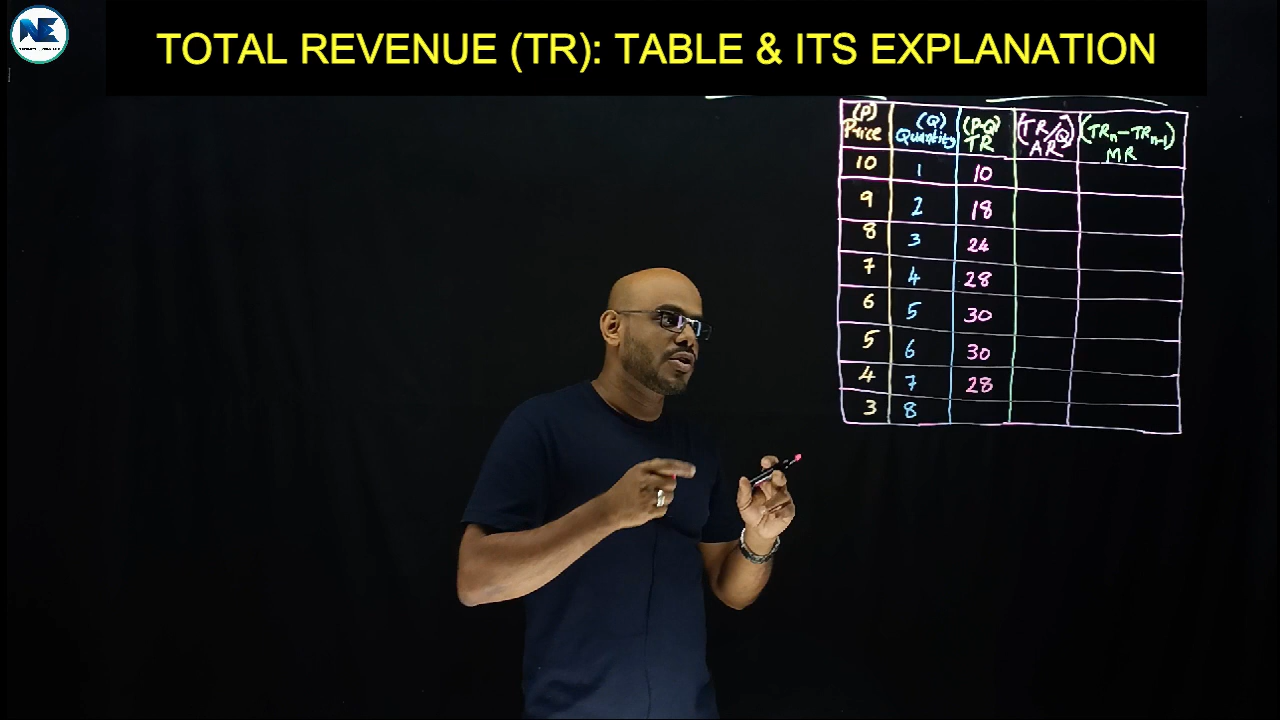 NE
TOTAL REVENUE (TR): TABLE & ITS EXPLANATION
(P) Price (Q) Quantity (P·Q) TR (TR/Q) AR (TRn-TRn-1) MR
10 1 10
9 2 18
8 3 24
7 4 28
6 5 30
5 6 30
4 7 28
3 8